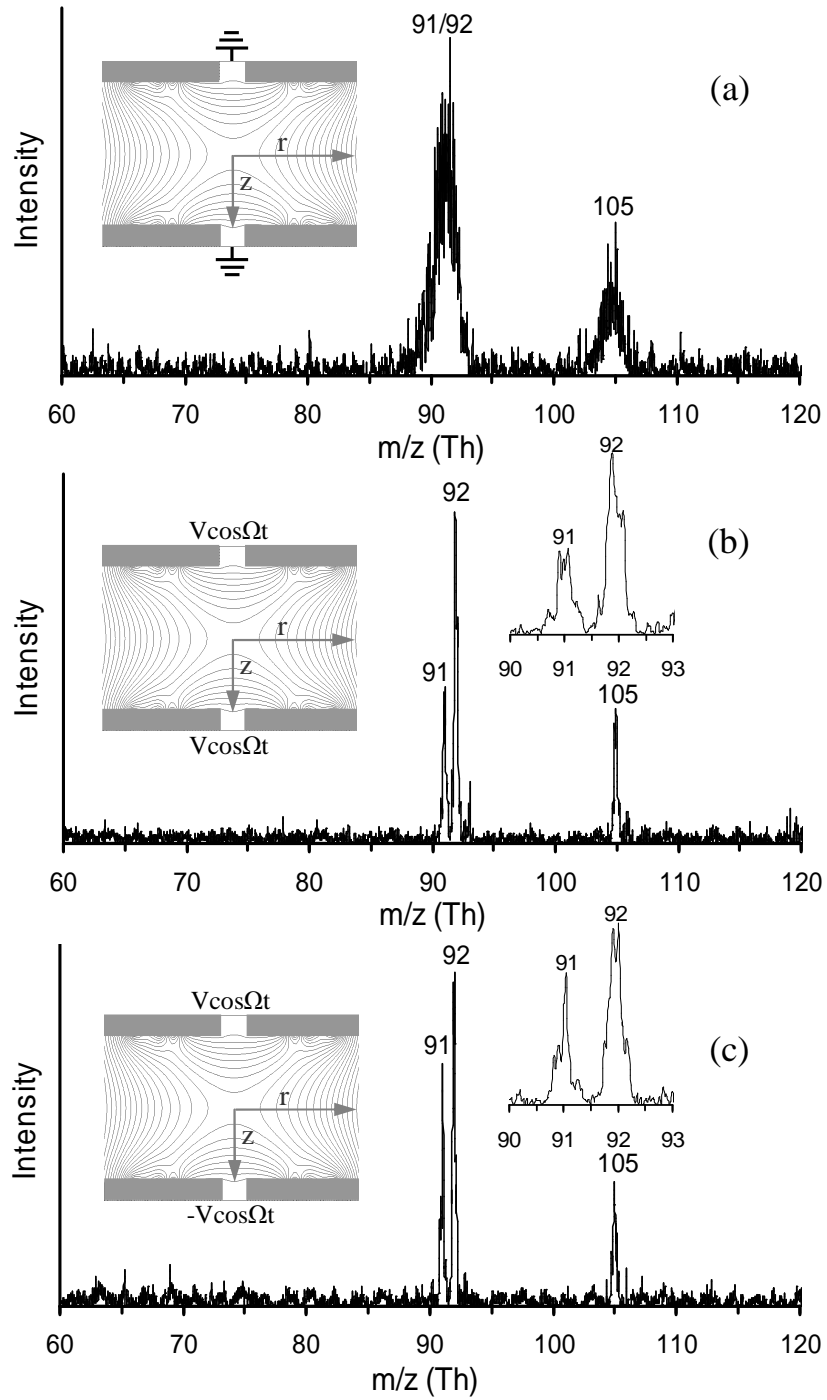 91/92
(a)
Intensity
r
z
105
60 70 80 90 100 110 120
m/z (Th)
92
(b)
VcosΩt
92
91
Intensity
r
z
91
90 91 92 93
105
VcosΩt
60 70 80 90 100 110 120
m/z (Th)
92
92
VcosΩt
91
91
(c)
Intensity
r
z
90 91 92 93
105
-VcosΩt
60 70 80 90 100 110 120
m/z (Th)